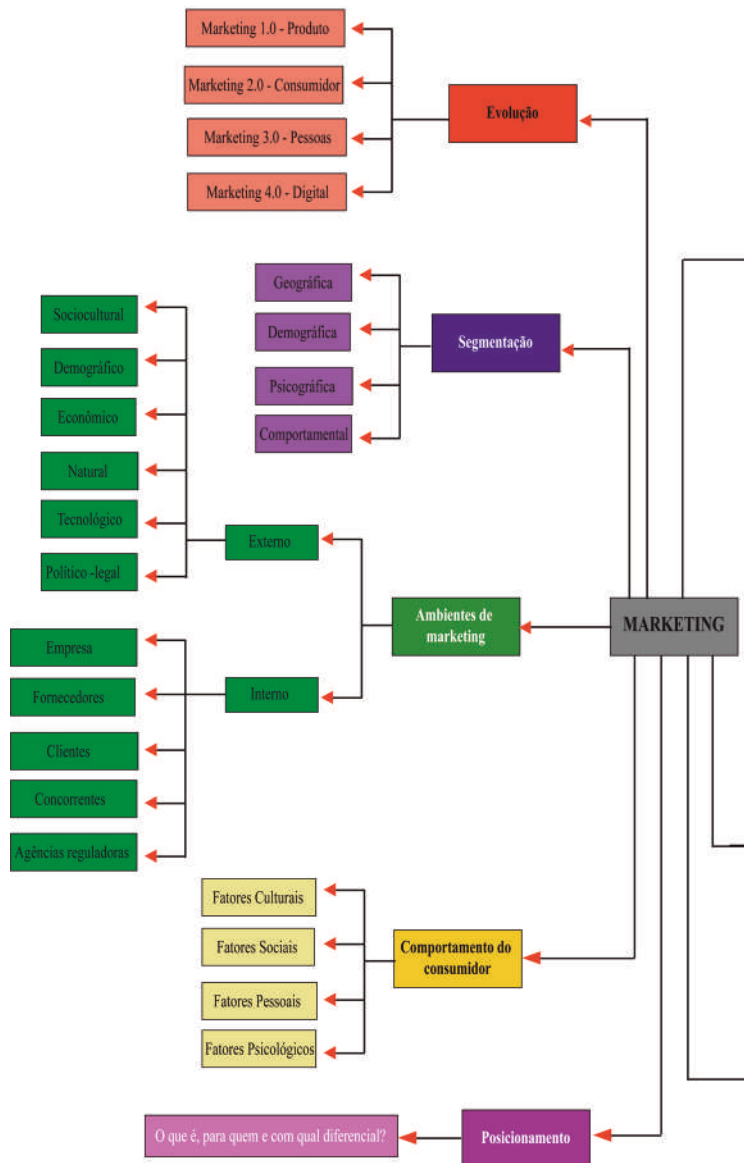 Marketing 1.0 - Produto
Marketing 2.0 - Consumidor
Marketing 3.0 - Pessoas
Marketing 4.0 - Digital
Evolução
Geográfica
Demográfica
Psicográfica
Comportamental
Segmentação
Sociocultural
Demográfico
Econômico
Natural
Tecnológico
Político -legal
Externo
Empresa
Fornecedores
Clientes
Concorrentes
Agências reguladoras
Interno
Ambientes de
marketing
MARKETING
Fatores Culturais
Fatores Sociais
Fatores Pessoais
Fatores Psicológicos
Comportamento do
consumidor
O que é, para quem e com qual diferencial?
Posicionamento